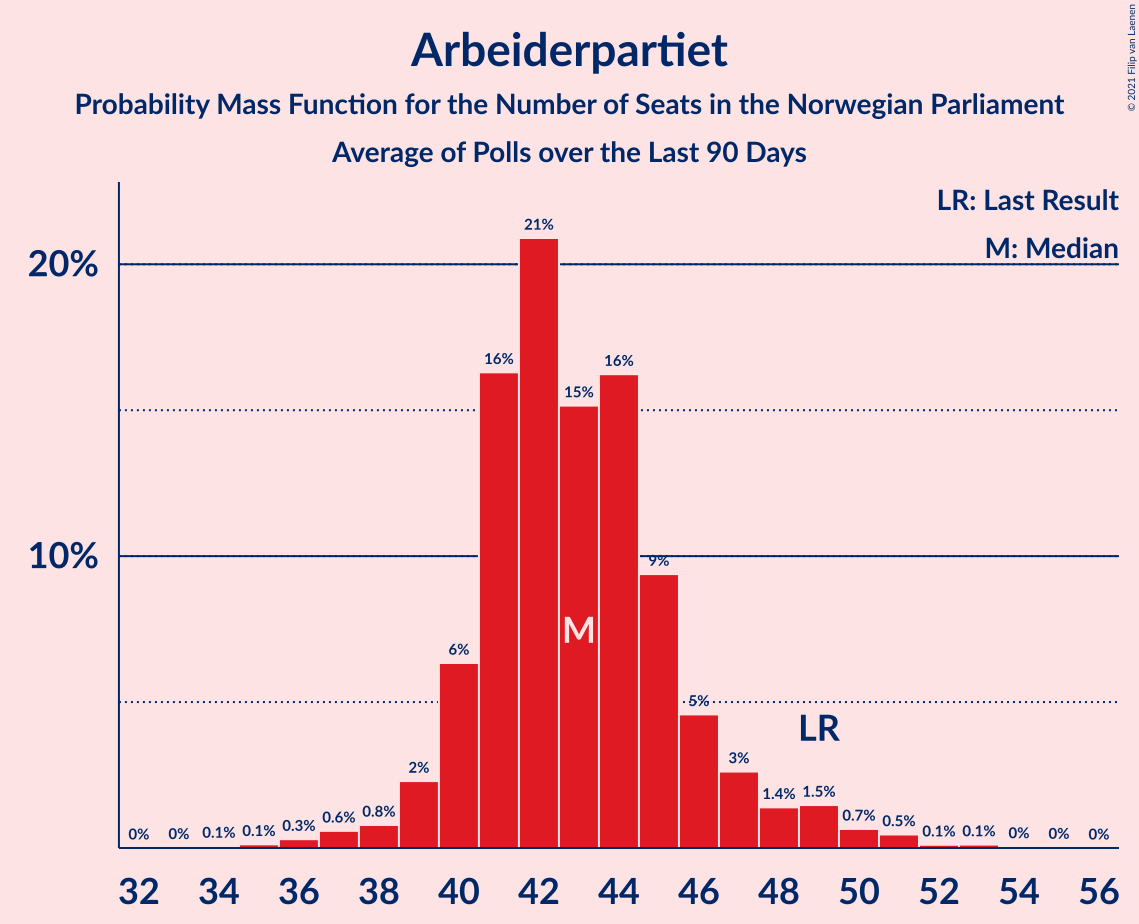 Arbeiderpartiet
Probability Mass Function for the Number of Seats in the Norwegian Parliament
Average of Polls over the Last 90 Days
© 2021 Filip van Laenen
LR: Last Result
M: Median
20%
10%
0% 0% 0.1% 0.1% 0.3% 0.6% 0.8% 2% 6% 16% 21% 15% 16% 9% 5% 3% 1.4% 1.5% 0.7% 0.5% 0.1% 0.1% 0% 0% 0%
M
LR
32 34 36 38 40 42 44 46 48 50 52 54 56